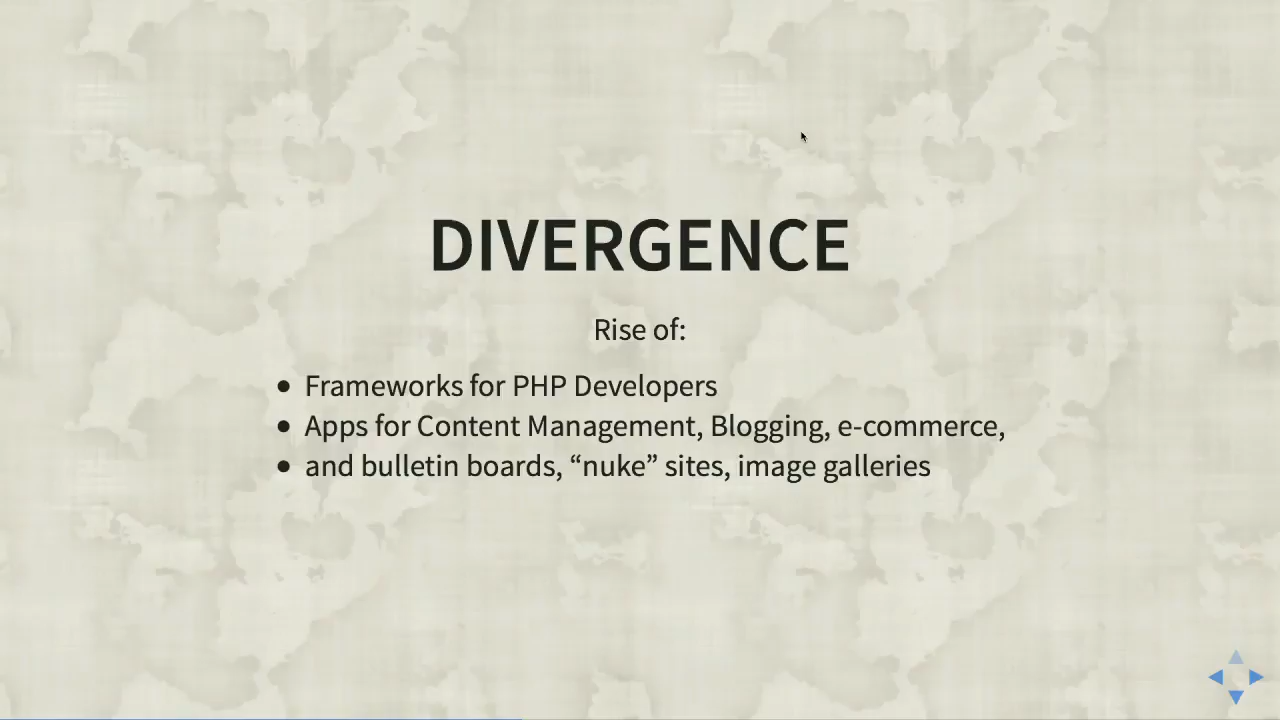 DIVERGENCE
Rise of:
• Frameworks for PHP Developers
• Apps for Content Management, Blogging, e-commerce,
• and bulletin boards, “nuke” sites, image galleries